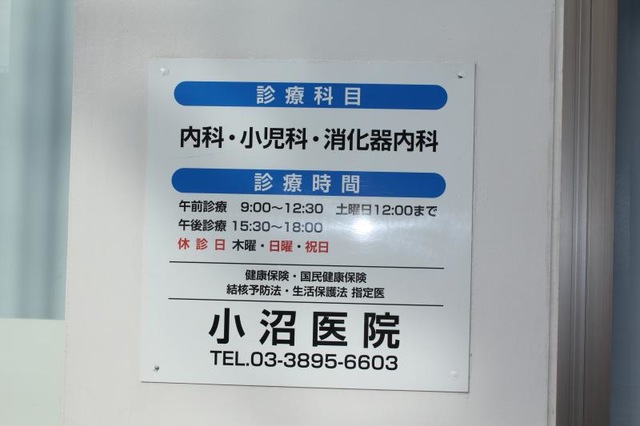 診療科目
内科・小児科・消化器内科
診療時間
午前診療 9:00～12:30 土曜日12:00まで
午後診療 15:30～18:00
休診日 木曜・日曜・祝日
健康保険・国民健康保険
結核予防法・生活保護法 指定医
小沼医院
TEL.03-3895-6603